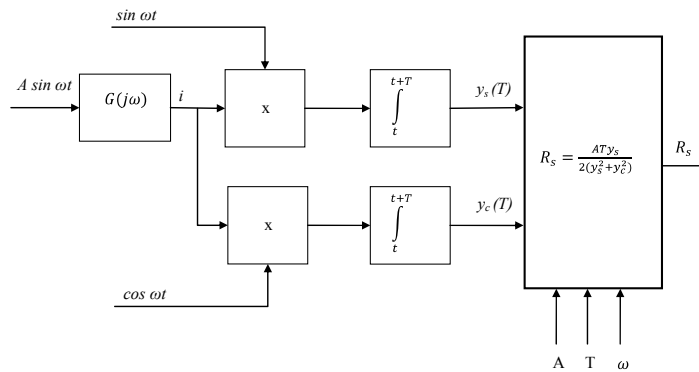 sin ωt
A sin ωt
G(jω)
i
x
t+T
∫
t
y_s (T)
R_s = ATy_s / 2(y_s^2+y_c^2)
R_s
x
t+T
∫
t
y_c (T)
cos ωt
A T ω